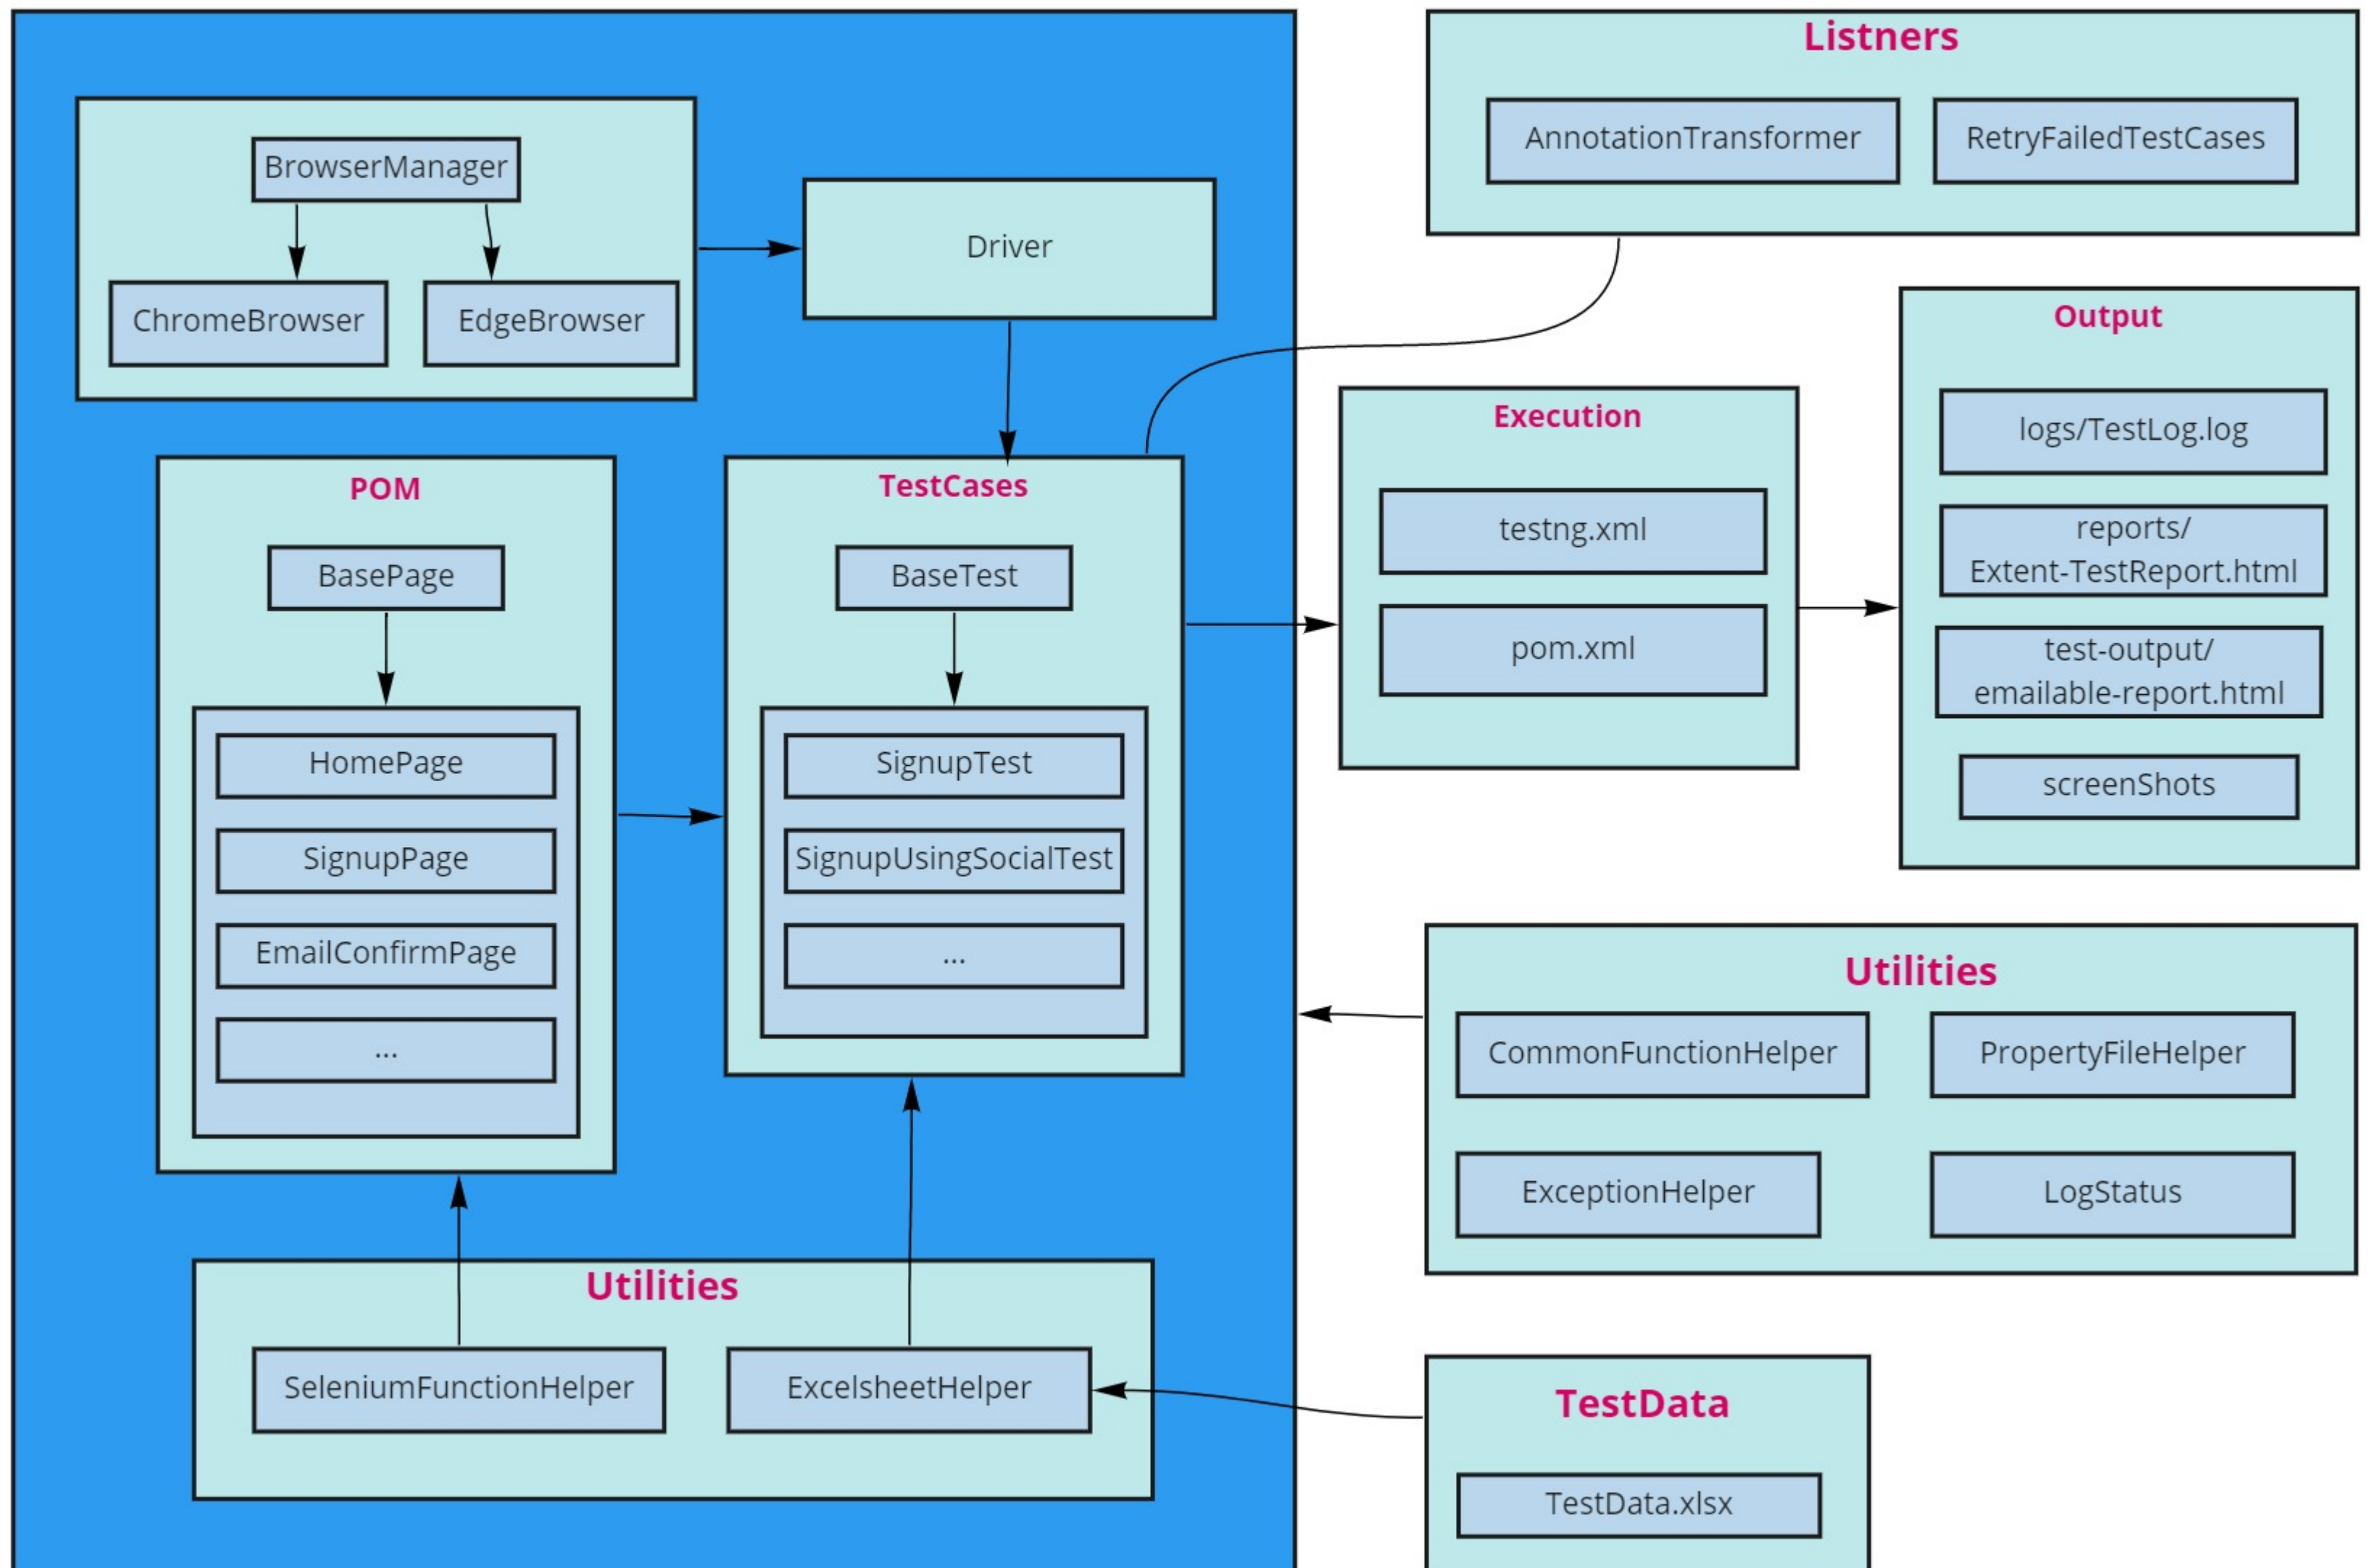 Listners
AnnotationTransformer
RetryFailedTestCases
BrowserManager
ChromeBrowser
EdgeBrowser
Driver
Output
logs/TestLog.log
reports/
Extent-TestReport.html
test-output/
emailable-report.html
screenShots
Execution
testng.xml
pom.xml
POM
BasePage
HomePage
SignupPage
EmailConfirmPage
...
TestCases
BaseTest
SignupTest
SignupUsingSocialTest
...
Utilities
CommonFunctionHelper
PropertyFileHelper
ExceptionHelper
LogStatus
Utilities
SeleniumFunctionHelper
ExcelsheetHelper
TestData
TestData.xlsx